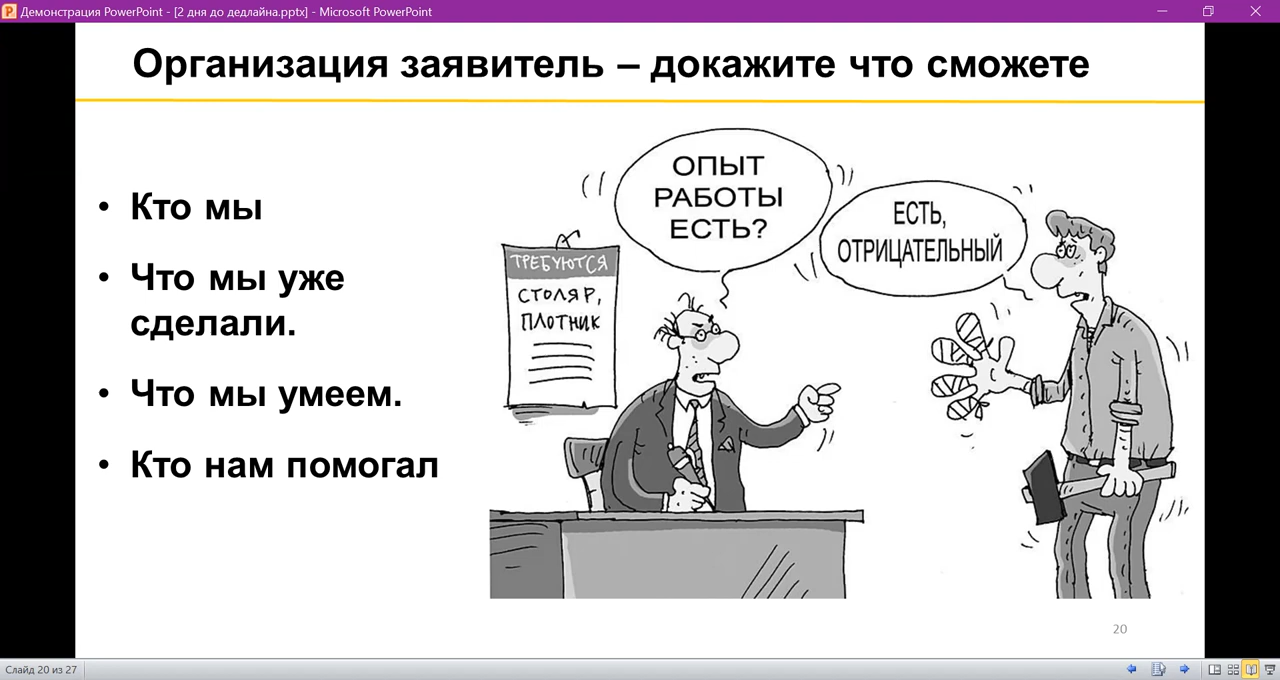 Демонстрация PowerPoint - [2 дня до дедлайна.pptx] - Microsoft PowerPoint
Организация заявитель – докажите что сможете
• Кто мы
• Что мы уже
сделали.
• Что мы умеем.
• Кто нам помогал
ОПЫТ
РАБОТЫ
ЕСТЬ?
ЕСТЬ,
ОТРИЦАТЕЛЬНЫЙ
ТРЕБУЮТСЯ
СТОЛЯР,
ПЛОТНИК
20
Слайд 20 из 27